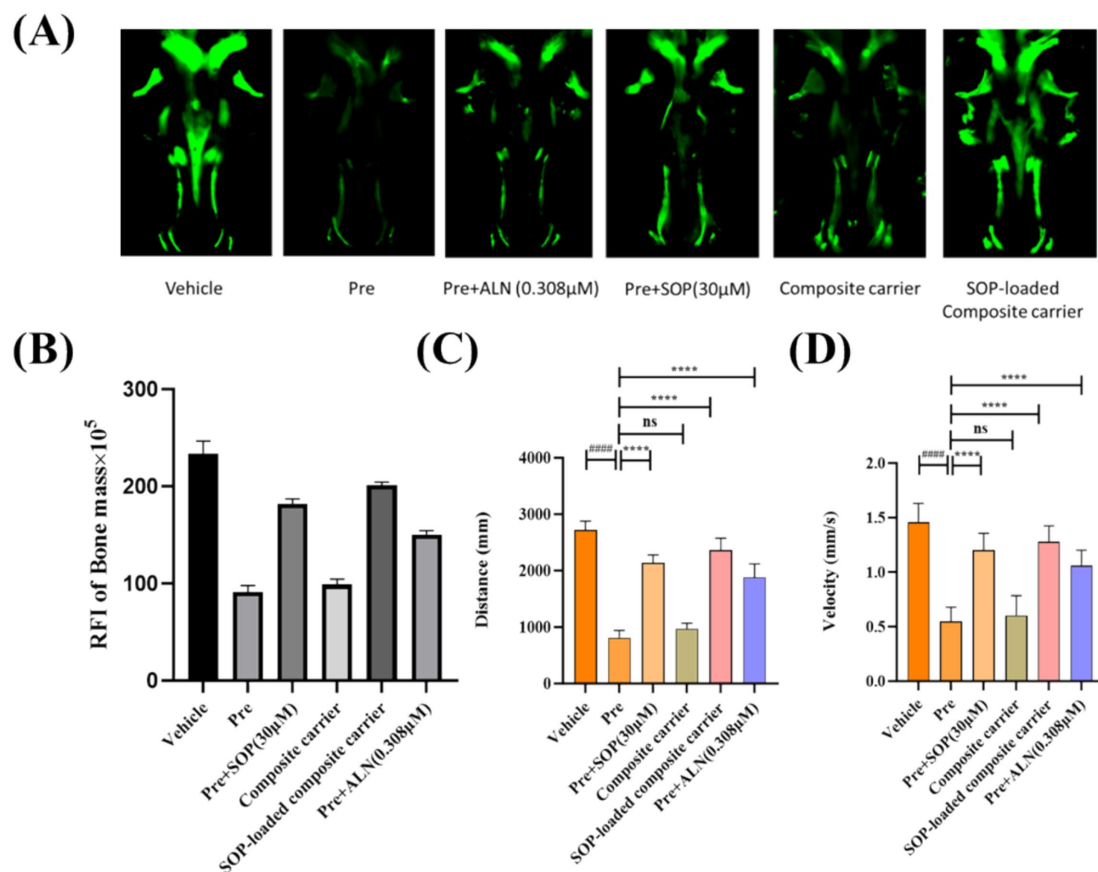 (A)
Vehicle
Pre
Pre+ALN (0.308μM)
Pre+SOP(30μM)
Composite carrier
SOP-loaded
Composite carrier
(B)
RFI of Bone mass×10⁵
300
200
100
0
Vehicle
Pre
Pre+SOP(30μM)
Composite carrier
SOP-loaded composite carrier
Pre+ALN(0.308μM)
(C)
****
****
ns
#### ****
Distance (mm)
4000
3000
2000
1000
0
Vehicle
Pre
Pre+SOP(30μM)
Composite carrier
SOP-loaded composite carrier
Pre+ALN(0.308μM)
(D)
****
****
ns
#### ****
Velocity (mm/s)
2.0
1.5
1.0
0.5
0.0
Vehicle
Pre
Pre+SOP(30μM)
Composite carrier
SOP-loaded composite carrier
Pre+ALN(0.308μM)